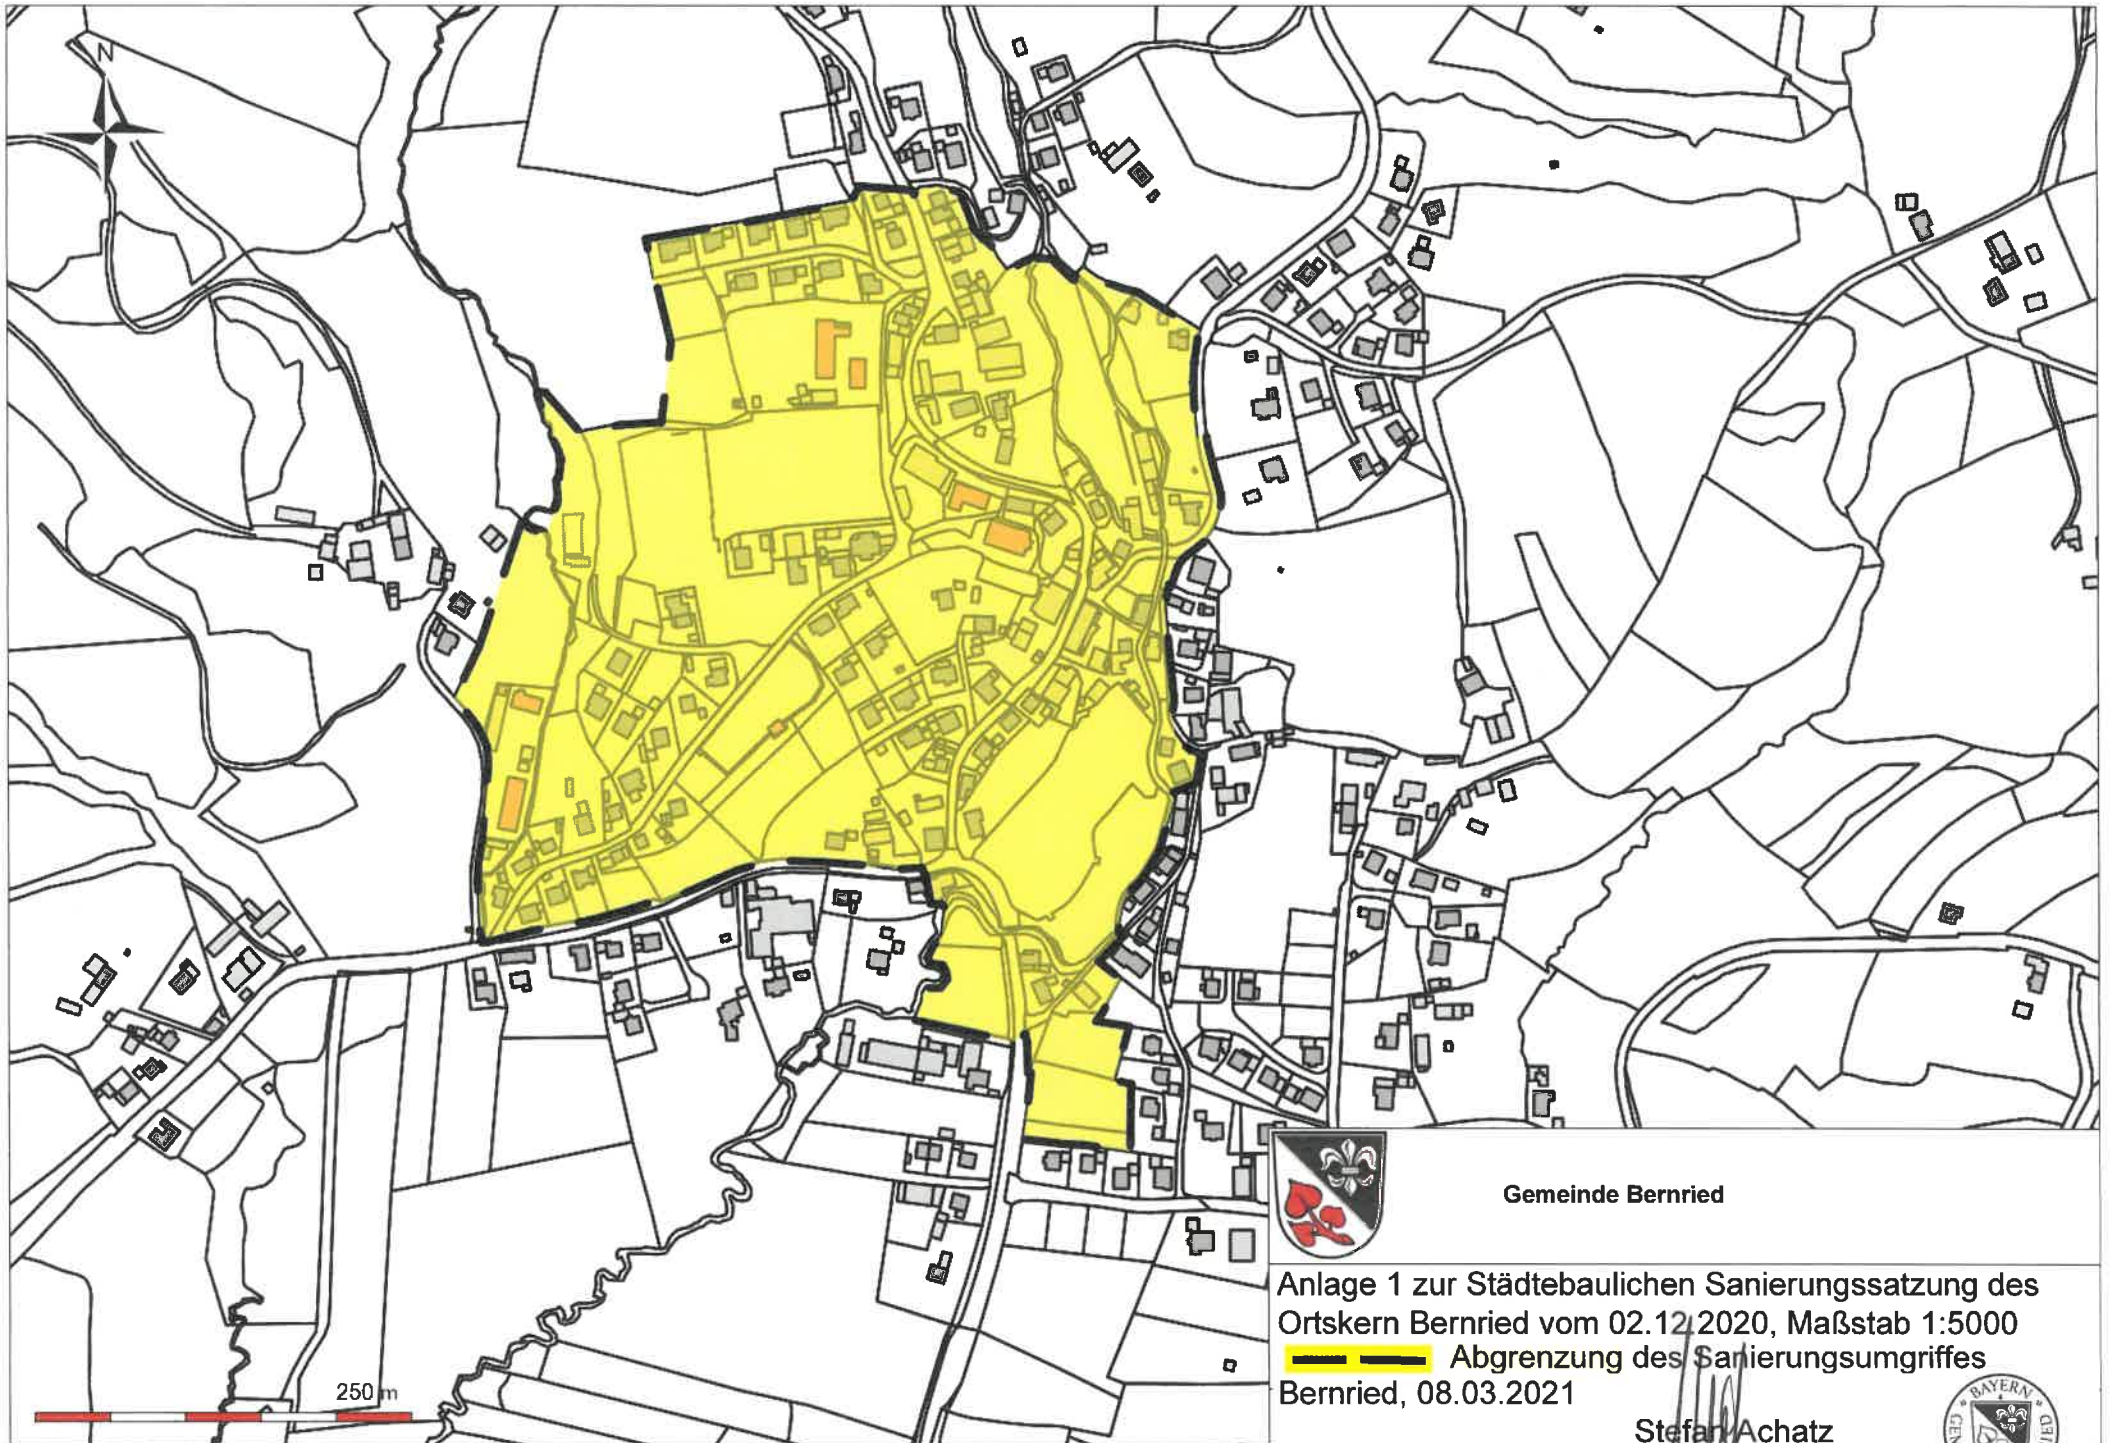 N
Gemeinde Bernried
Anlage 1 zur Städtebaulichen Sanierungssatzung des
Ortskern Bernried vom 02.12.2020, Maßstab 1:5000
Abgrenzung des Sanierungsumgriffes
Bernried, 08.03.2021
250 m
Stefan Achatz
BAYERN